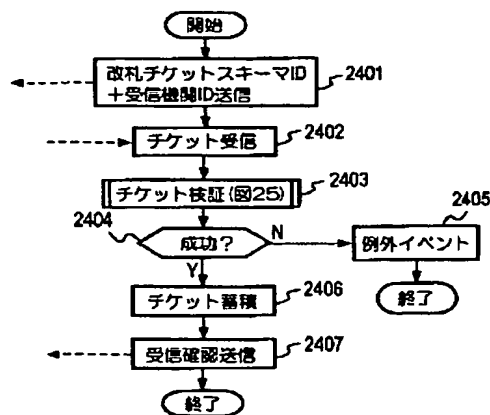 開始
改札チケットスキーマID
+受信機関ID送信
2401
チケット受信
2402
チケット検証(図25)
2403
2404
成功?
N
2405
例外イベント
終了
Y
チケット蓄積
2406
受信確認送信
2407
終了